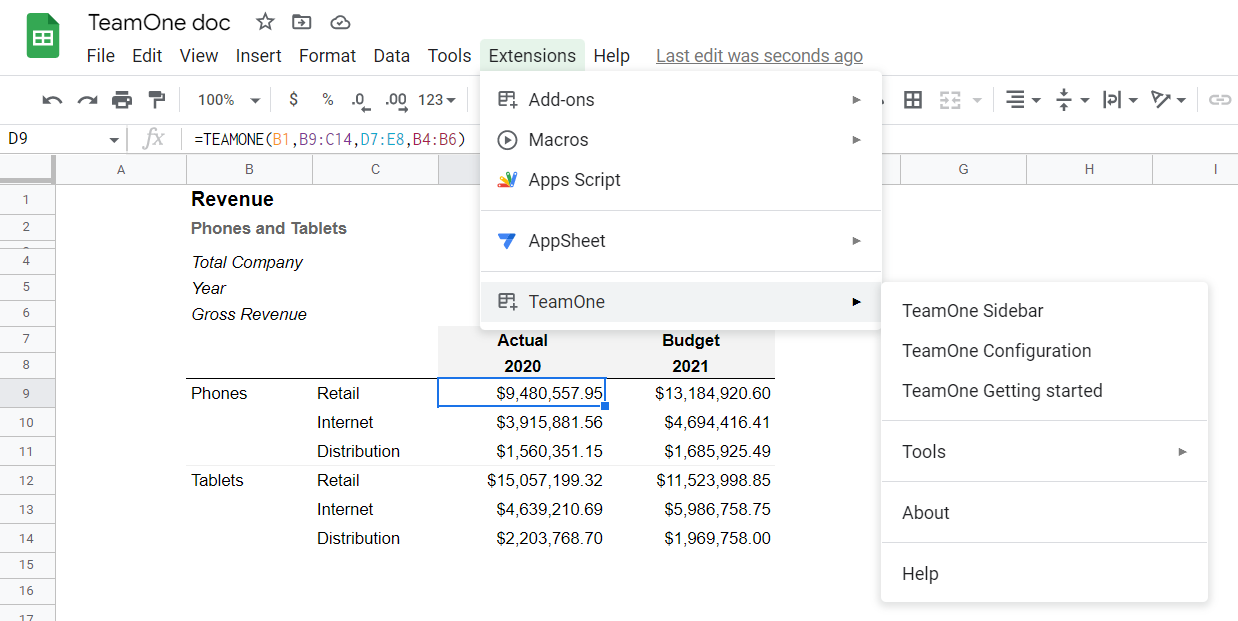 TeamOne doc
File Edit View Insert Format Data Tools Extensions Help Last edit was seconds ago
100% $ % .0 .00 123
D9 fx =TEAMONE(B1,B9:C14,D7:E8,B4:B6)
Add-ons
Macros
Apps Script
AppSheet
TeamOne
TeamOne Sidebar
TeamOne Configuration
TeamOne Getting started
Tools
About
Help
A B C G H I
1 Revenue
2 Phones and Tablets
4 Total Company
5 Year
6 Gross Revenue
7 Actual Budget
8 2020 2021
9 Phones Retail $9,480,557.95 $13,184,920.60
10 Internet $3,915,881.56 $4,694,416.41
11 Distribution $1,560,351.15 $1,685,925.49
12 Tablets Retail $15,057,199.32 $11,523,998.85
13 Internet $4,639,210.69 $5,986,758.75
14 Distribution $2,203,768.70 $1,969,758.00
15
16
17